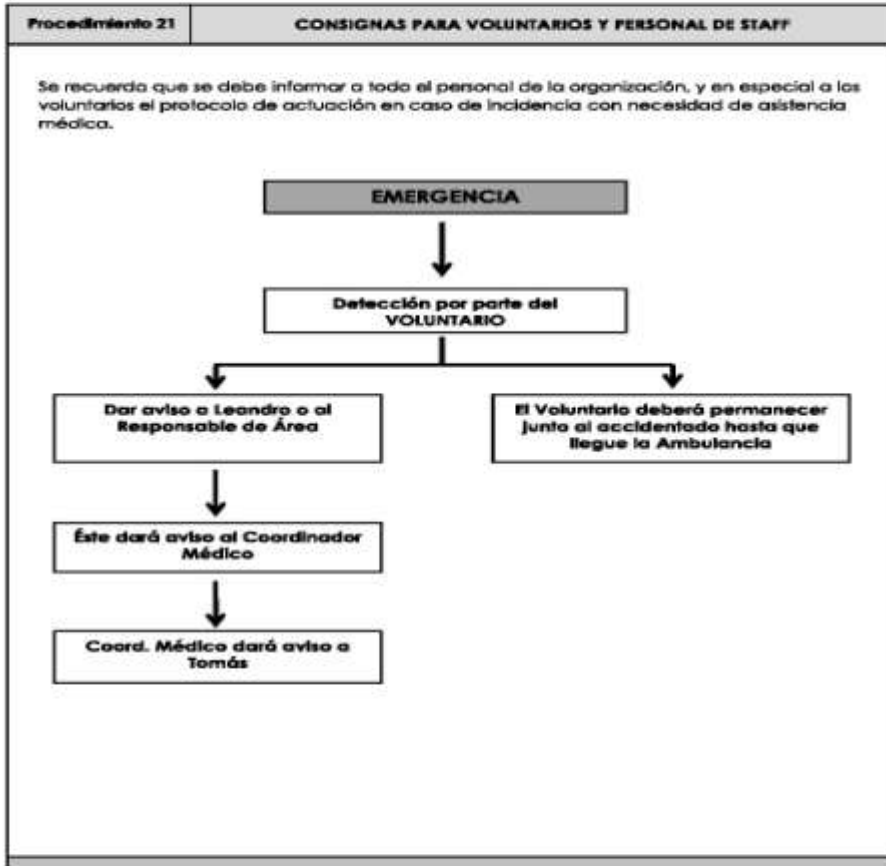 Procedimiento 21
CONSIGNAS PARA VOLUNTARIOS Y PERSONAL DE STAFF
Se recuerda que se debe informar a todo el personal de la organización, y en especial a los
voluntarios el protocolo de actuación en caso de incidencia con necesidad de asistencia
médica.
EMERGENCIA
Detección por parte del
VOLUNTARIO
Dar aviso a Leandro o al
Responsable de Área
El Voluntario deberá permanecer
junto al accidentado hasta que
llegue la Ambulancia
Éste dará aviso al Coordinador
Médico
Coord. Médico dará aviso a
Tomás